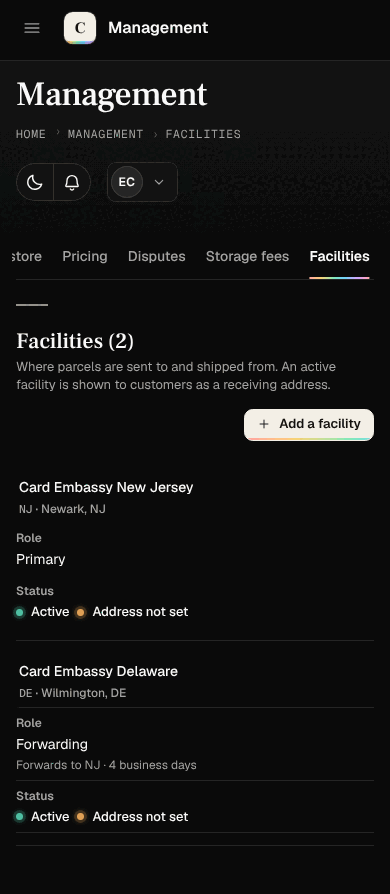 C Management
Management
HOME › MANAGEMENT › FACILITIES
EC
store Pricing Disputes Storage fees Facilities
Facilities (2)
Where parcels are sent to and shipped from. An active
facility is shown to customers as a receiving address.
+ Add a facility
Card Embassy New Jersey
NJ · Newark, NJ
Role
Primary
Status
Active Address not set
Card Embassy Delaware
DE · Wilmington, DE
Role
Forwarding
Forwards to NJ · 4 business days
Status
Active Address not set